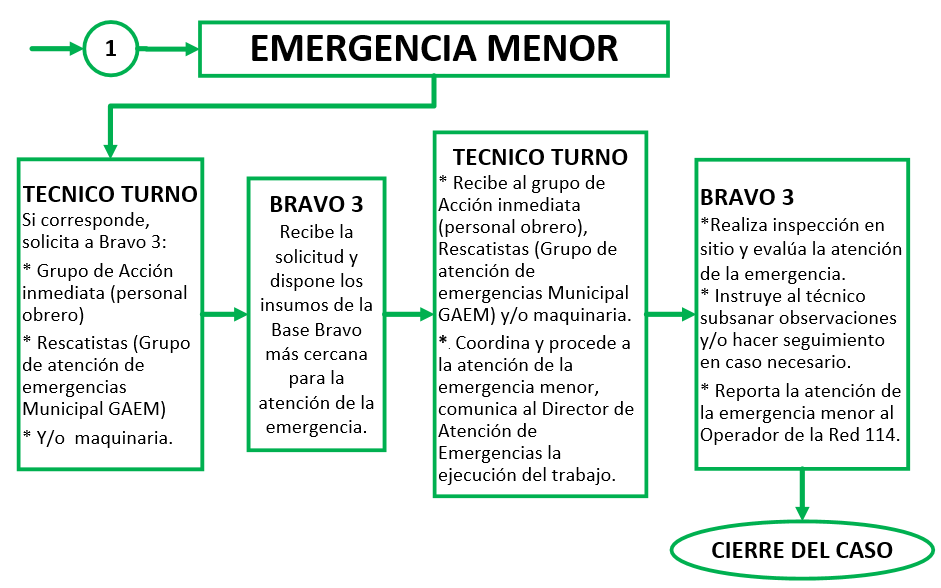 1
EMERGENCIA MENOR
TECNICO TURNO
Si corresponde,
solicita a Bravo 3:
* Grupo de Acción
inmediata (personal
obrero)
* Rescatistas (Grupo
de atención de
emergencias
Municipal GAEM)
* Y/o maquinaria.
BRAVO 3
Recibe la
solicitud y
dispone los
insumos de la
Base Bravo
más cercana
para la
atención de la
emergencia.
TECNICO TURNO
* Recibe al grupo de
Acción inmediata
(personal obrero),
Rescatistas (Grupo de
atención de
emergencias Municipal
GAEM) y/o maquinaria.
*. Coordina y procede a
la atención de la
emergencia menor,
comunica al Director de
Atención de
Emergencias la
ejecución del trabajo.
BRAVO 3
*Realiza inspección en
sitio y evalúa la atención
de la emergencia.
* Instruye al técnico
subsanar observaciones
y/o hacer seguimiento
en caso necesario.
* Reporta la atención de
la emergencia menor al
Operador de la Red 114.
CIERRE DEL CASO